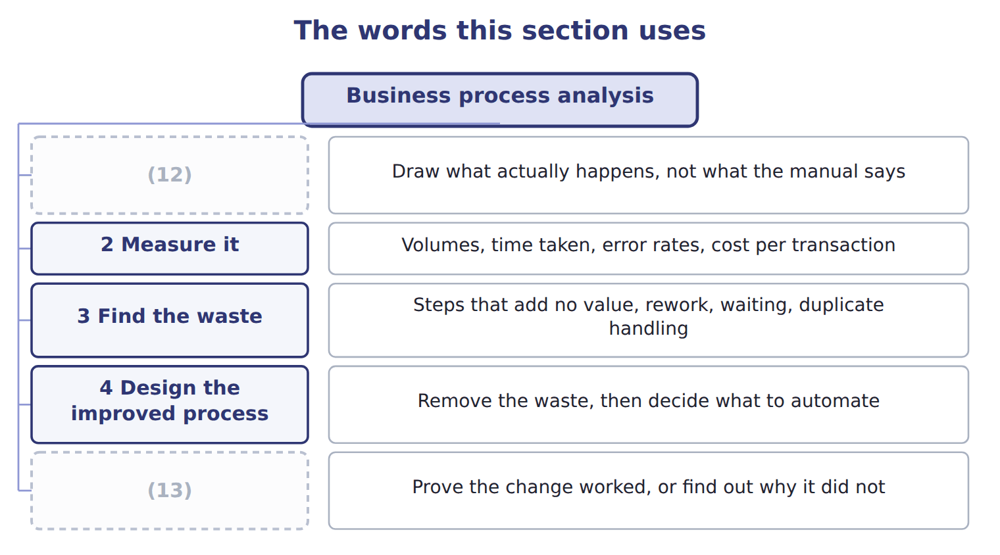 The words this section uses
Business process analysis
(12)
Draw what actually happens, not what the manual says
2 Measure it
Volumes, time taken, error rates, cost per transaction
3 Find the waste
Steps that add no value, rework, waiting, duplicate
handling
4 Design the
improved process
Remove the waste, then decide what to automate
(13)
Prove the change worked, or find out why it did not